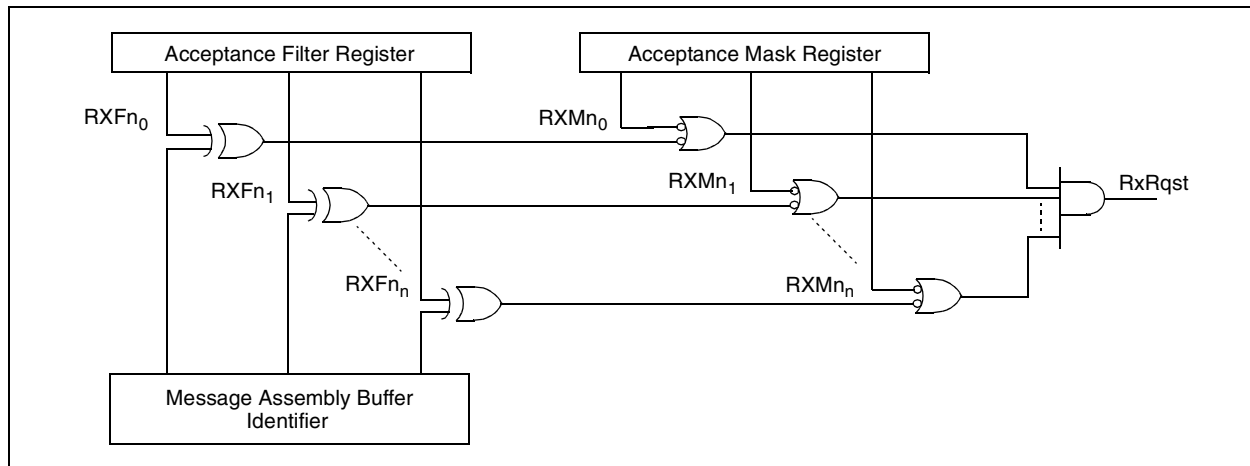 Acceptance Filter Register
Acceptance Mask Register
RXFn0
RXMn0
RXFn1
RXMn1
RxRqst
RXFnn
RXMnn
Message Assembly Buffer
Identifier